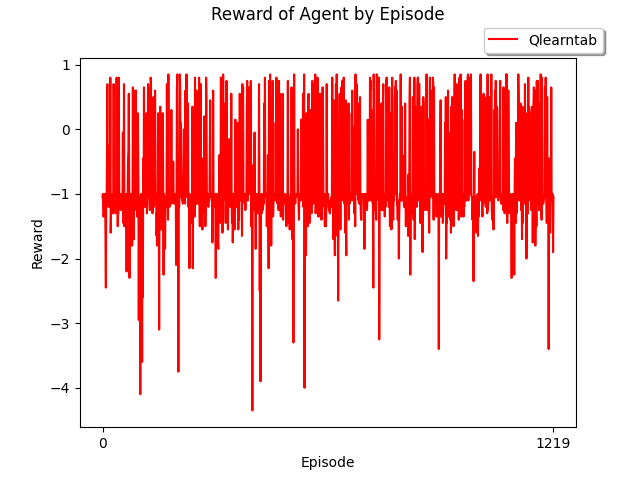 Reward of Agent by Episode
Qlearntab
1
0
−1
−2
−3
−4
Reward
0
1219
Episode